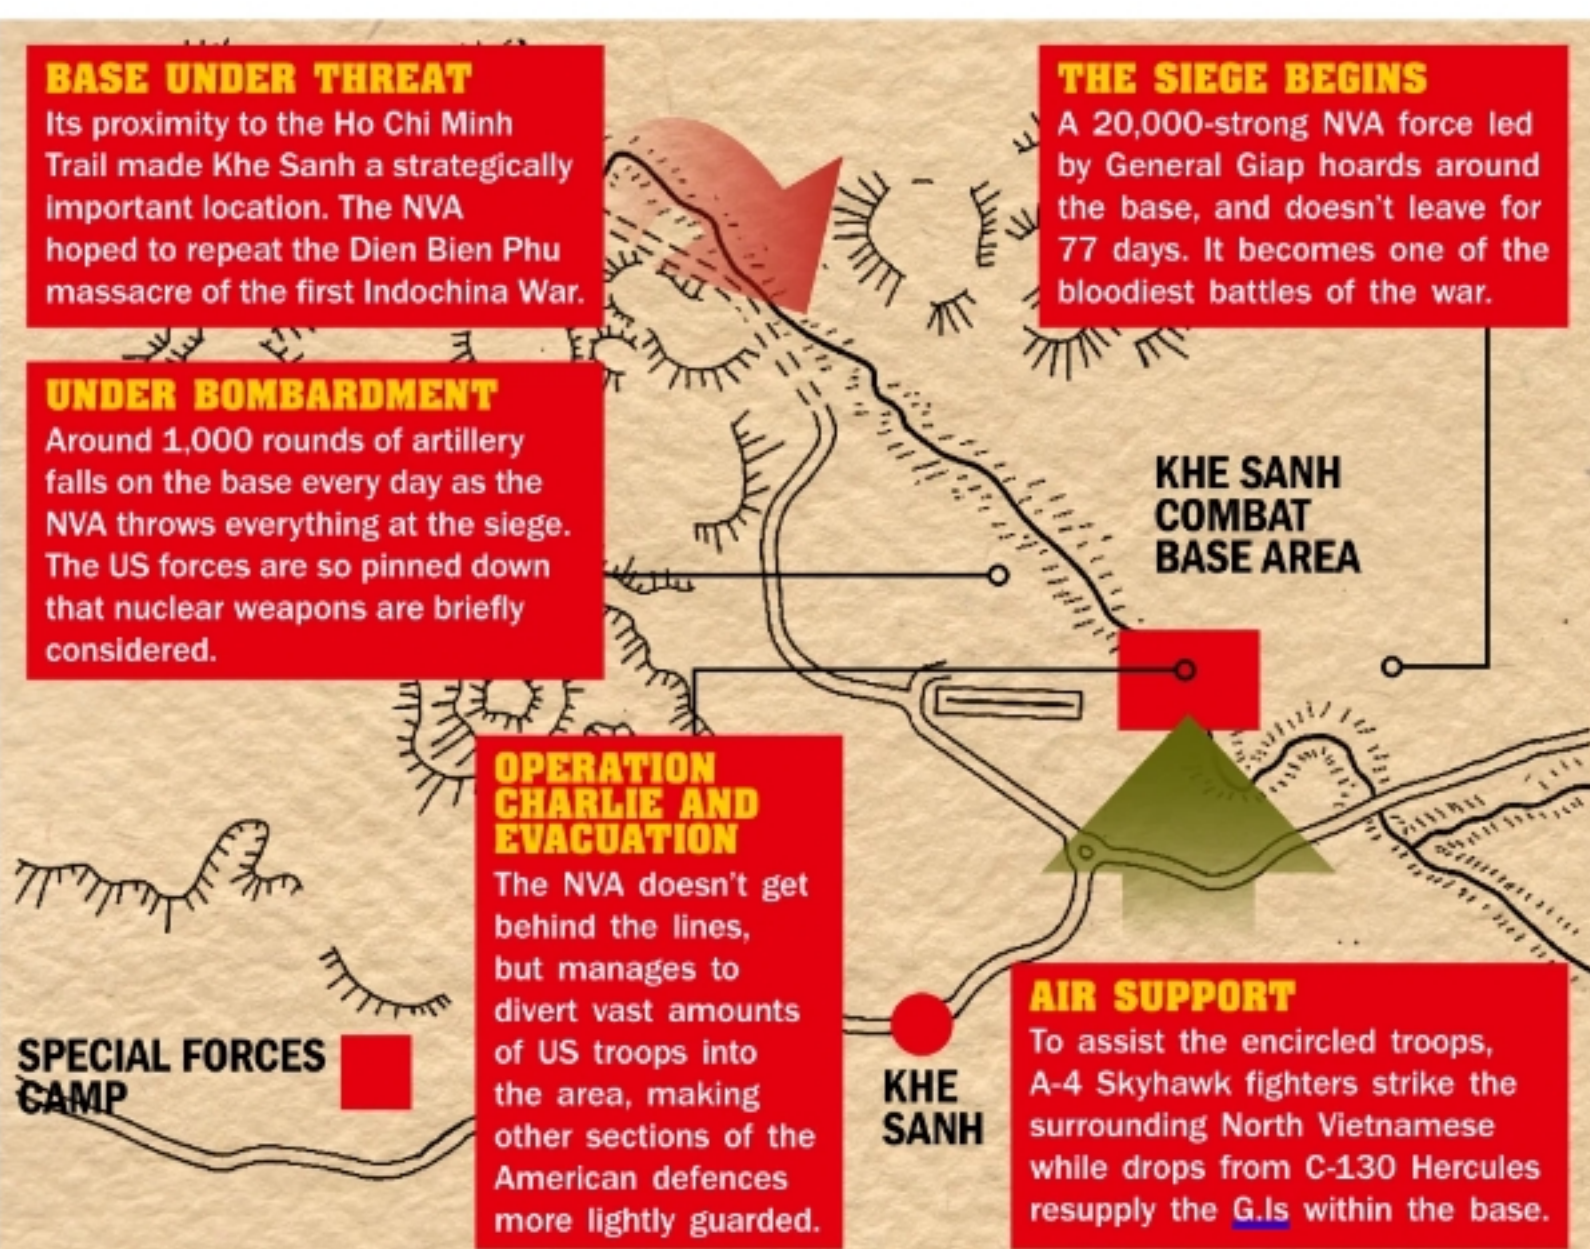 BASE UNDER THREAT
Its proximity to the Ho Chi Minh
Trail made Khe Sanh a strategically
important location. The NVA
hoped to repeat the Dien Bien Phu
massacre of the first Indochina War.
THE SIEGE BEGINS
A 20,000-strong NVA force led
by General Giap hoards around
the base, and doesn't leave for
77 days. It becomes one of the
bloodiest battles of the war.
UNDER BOMBARDMENT
Around 1,000 rounds of artillery
falls on the base every day as the
NVA throws everything at the siege.
The US forces are so pinned down
that nuclear weapons are briefly
considered.
KHE SANH
COMBAT
BASE AREA
OPERATION
CHARLIE AND
EVACUATION
The NVA doesn't get
behind the lines,
but manages to
divert vast amounts
of US troops into
the area, making
other sections of the
American defences
more lightly guarded.
SPECIAL FORCES
CAMP
KHE
SANH
AIR SUPPORT
To assist the encircled troops,
A-4 Skyhawk fighters strike the
surrounding North Vietnamese
while drops from C-130 Hercules
resupply the G.Is within the base.